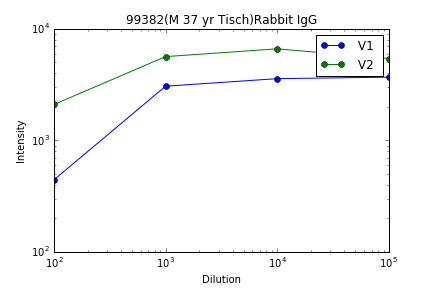 99382(M 37 yr Tisch)Rabbit IgG
10^4
V1
V2
10^3
Intensity
10^2
10^2 10^3 10^4 10^5
Dilution